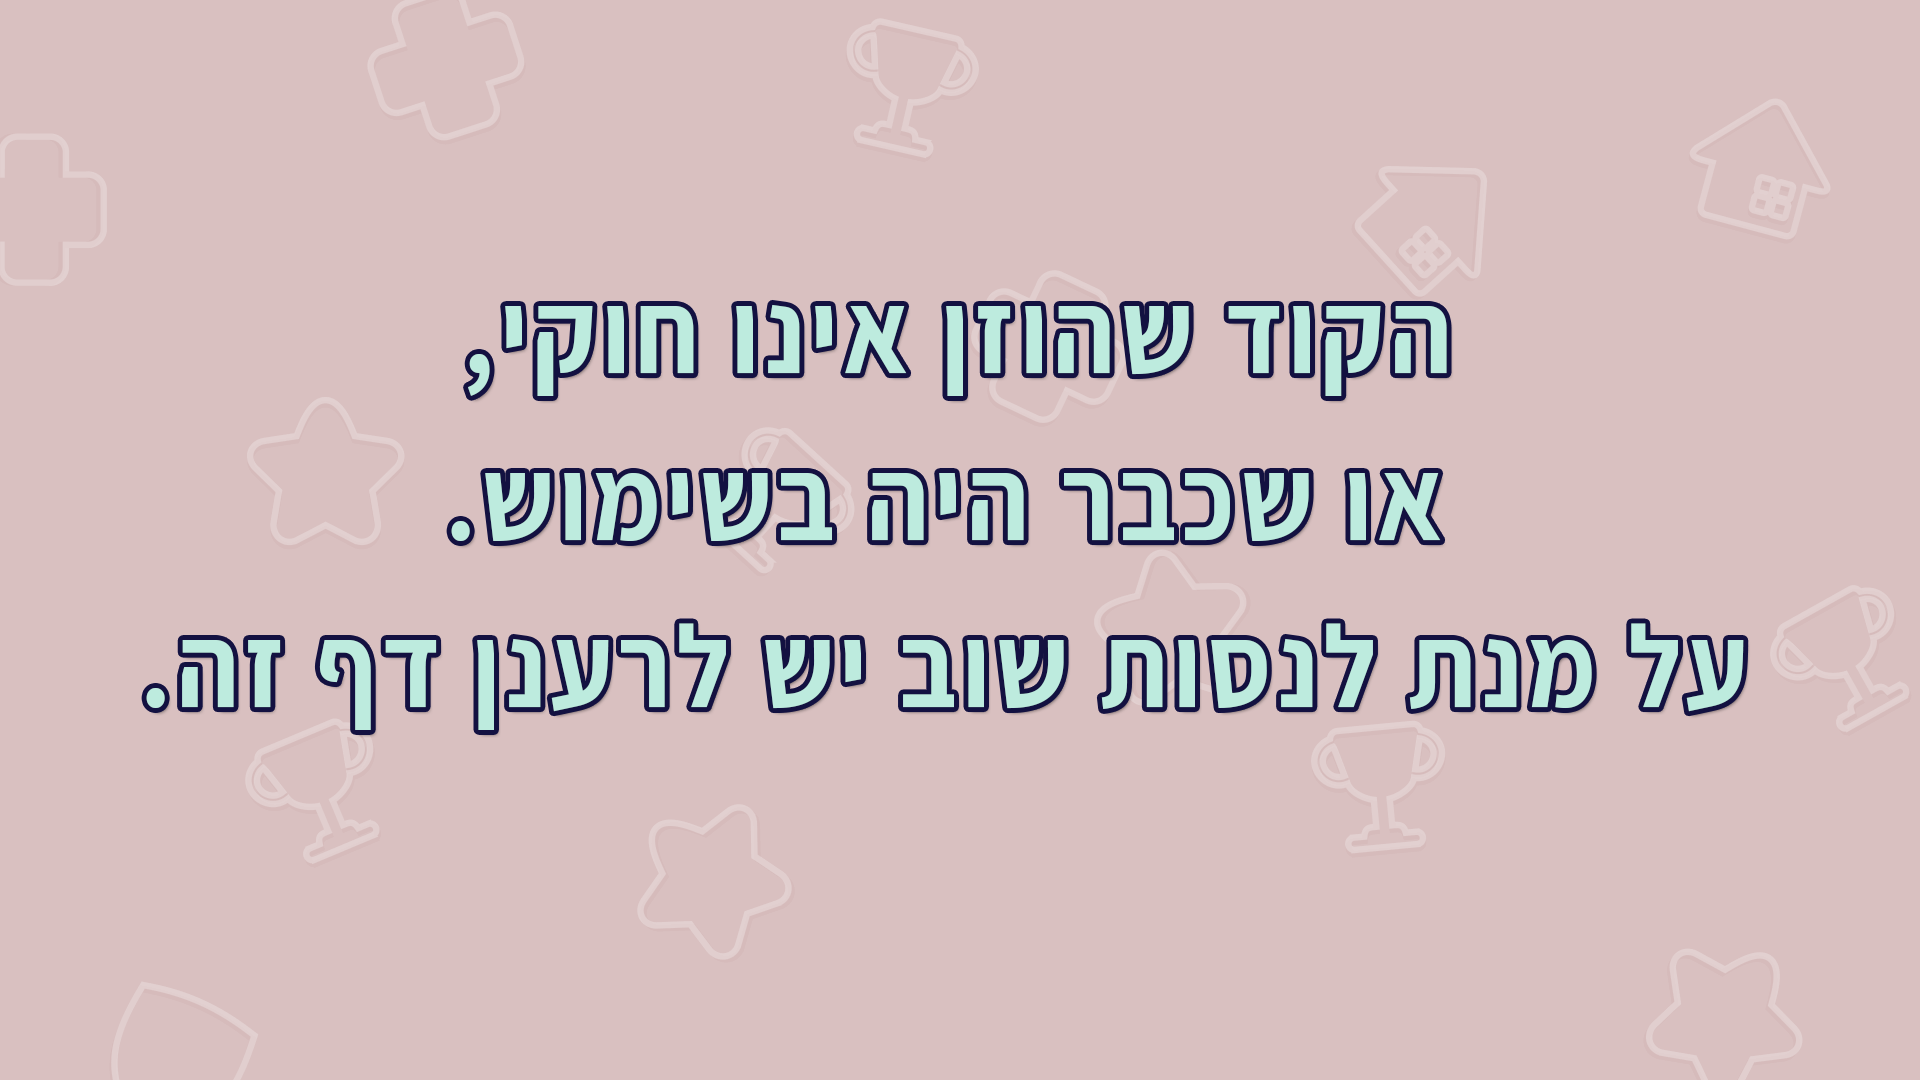 הקוד שהוזן אינו חוקי,
או שכבר היה בשימוש.
על מנת לנסות שוב יש לרענן דף זה.